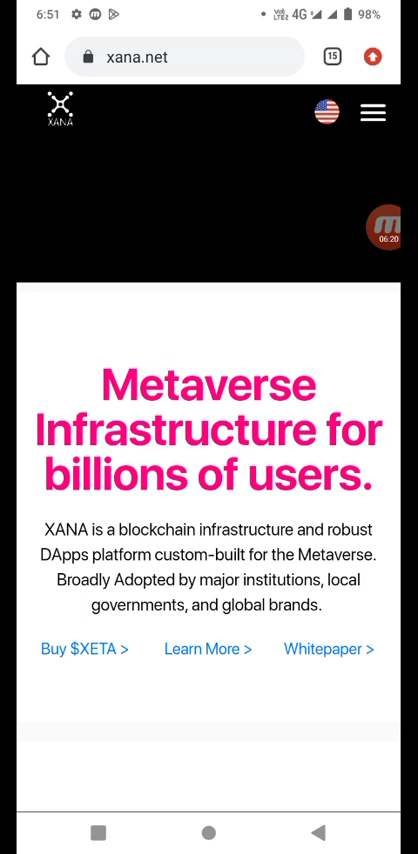 6:51 4G 98%
xana.net 15
XANA
06:20
Metaverse
Infrastructure for
billions of users.
XANA is a blockchain infrastructure and robust
DApps platform custom-built for the Metaverse.
Broadly Adopted by major institutions, local
governments, and global brands.
Buy $XETA > Learn More > Whitepaper >